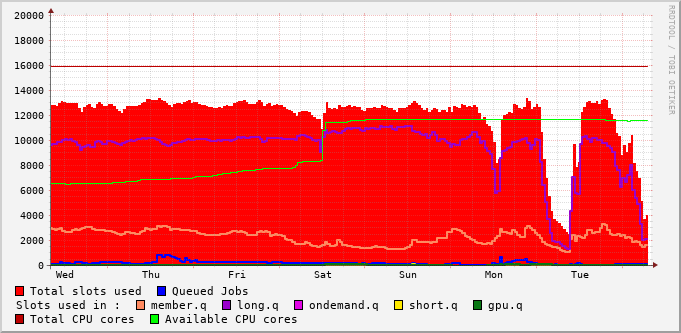 20000
18000
16000
14000
12000
10000
8000
6000
4000
2000
0
Wed Thu Fri Sat Sun Mon Tue
Total slots used Queued Jobs
Slots used in : member.q long.q ondemand.q short.q gpu.q
Total CPU cores Available CPU cores
RRDTOOL / TOBI OETIKER